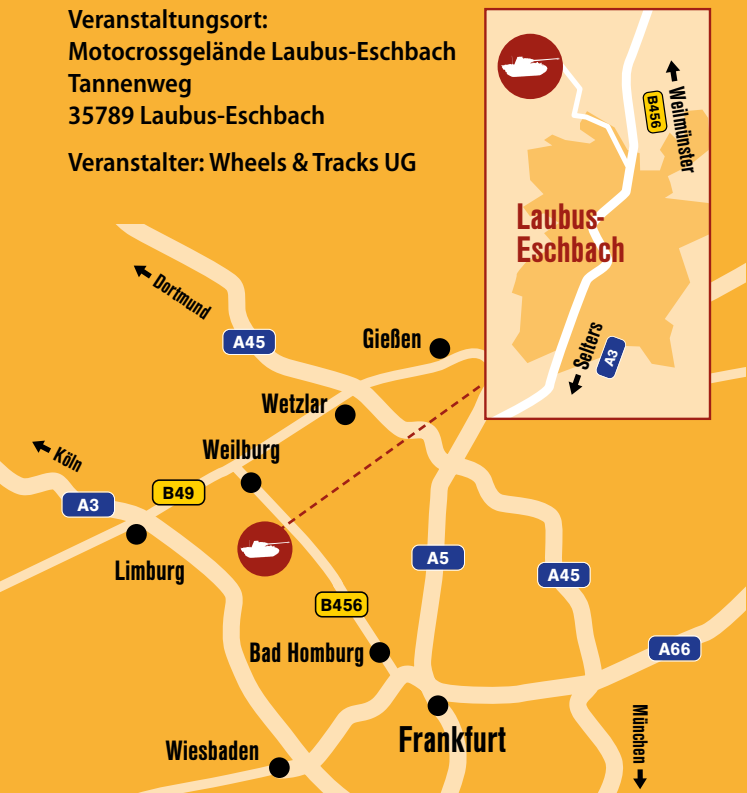 Veranstaltungsort:
Motocrossgelände Laubus-Eschbach
Tannenweg
35789 Laubus-Eschbach
Veranstalter: Wheels & Tracks UG
B456
Weilmünster
Laubus-
Eschbach
Selters
A3
Dortmund
A45
Gießen
Wetzlar
Köln
Weilburg
A3
B49
Limburg
A5
A45
B456
Bad Homburg
A66
Frankfurt
München
Wiesbaden